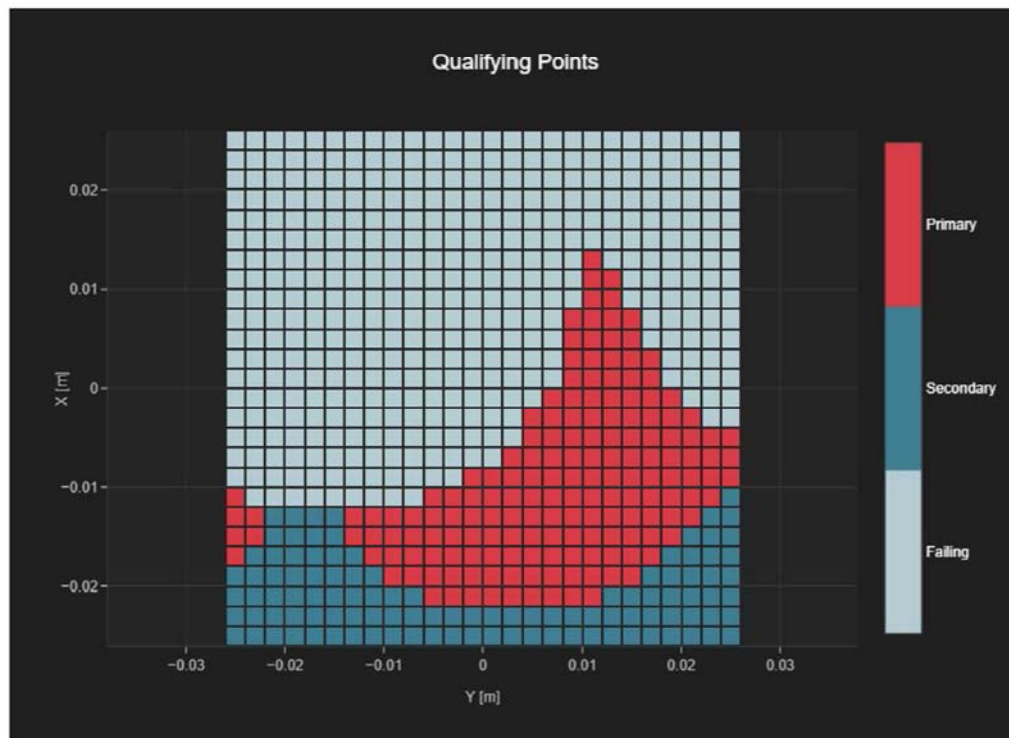 Qualifying Points
0.02
0.01
0
−0.01
−0.02
X [m]
−0.03
−0.02
−0.01
0
0.01
0.02
0.03
Y [m]
Primary
Secondary
Failing